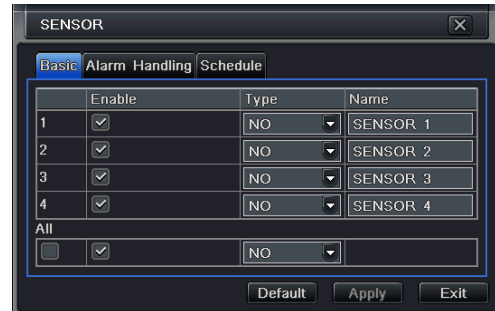 SENSOR
Basic Alarm Handling Schedule
Enable Type Name
1 NO SENSOR 1
2 NO SENSOR 2
3 NO SENSOR 3
4 NO SENSOR 4
All
NO
Default Apply Exit